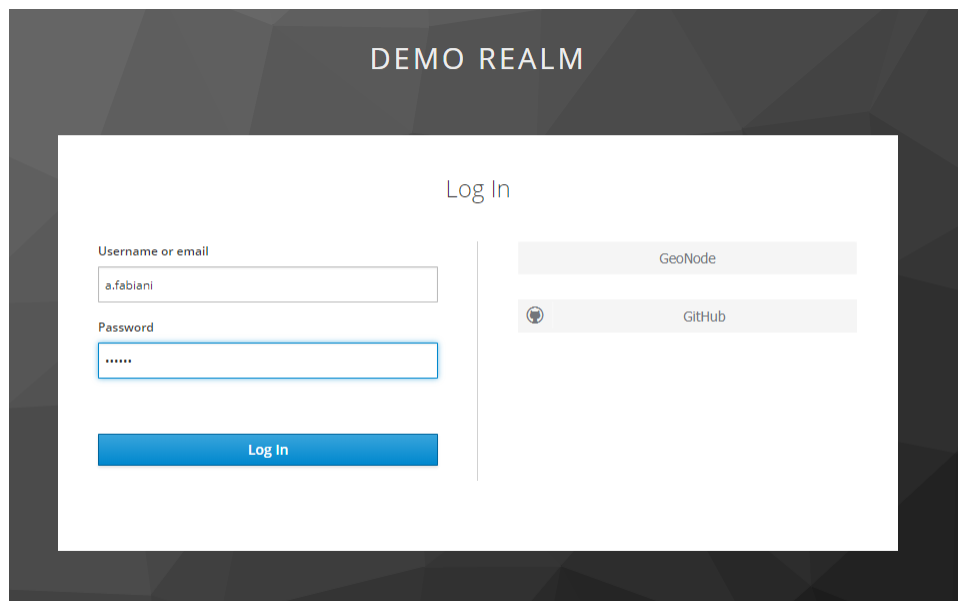 DEMO REALM
Log In
Username or email
a.fabiani
Password
••••••
Log In
GeoNode
GitHub